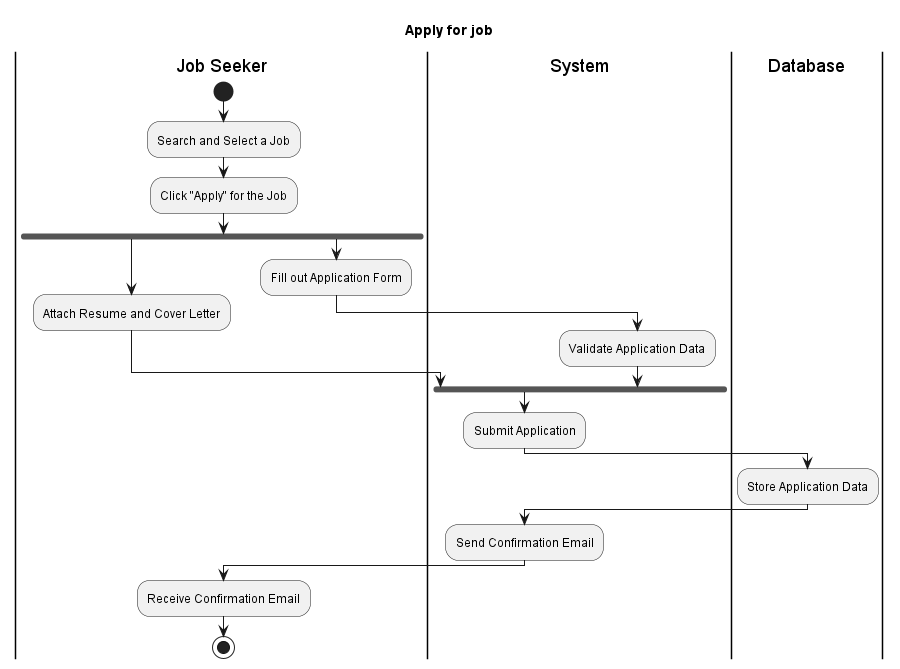 Apply for job
Job Seeker
System
Database
Search and Select a Job
Click "Apply" for the Job
Fill out Application Form
Attach Resume and Cover Letter
Validate Application Data
Submit Application
Store Application Data
Send Confirmation Email
Receive Confirmation Email